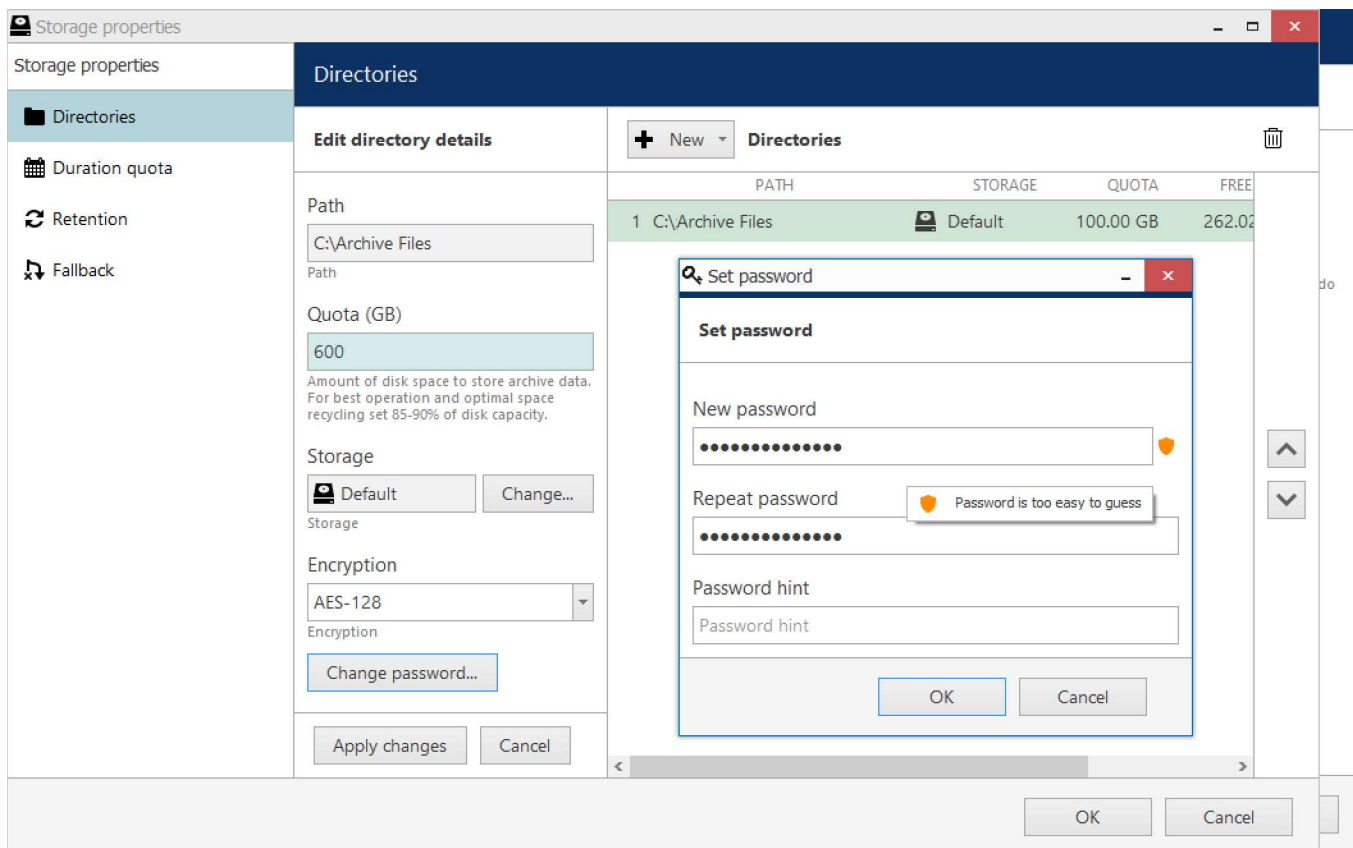 Storage properties
Storage properties
Directories
Duration quota
Retention
Fallback
Directories
Edit directory details
Path
C:\Archive Files
Path
Quota (GB)
600
Amount of disk space to store archive data.
For best operation and optimal space
recycling set 85-90% of disk capacity.
Storage
Default
Change...
Storage
Encryption
AES-128
Encryption
Change password...
Apply changes
Cancel
New
Directories
PATH STORAGE QUOTA FREE
1 C:\Archive Files Default 100.00 GB 262.02
Set password
Set password
New password
●●●●●●●●●●●●●●
Repeat password
Password is too easy to guess
●●●●●●●●●●●●●●
Password hint
Password hint
OK
Cancel
do
OK
Cancel